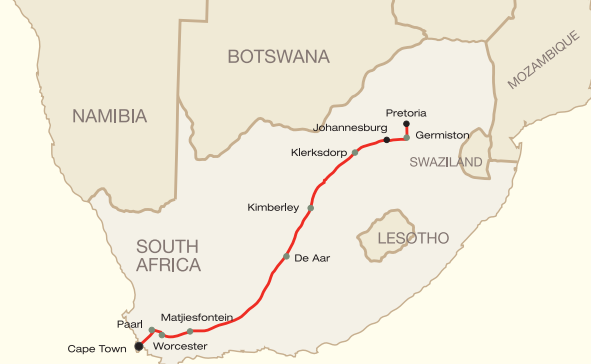 BOTSWANA
MOZAMBIQUE
NAMIBIA
Pretoria
Johannesburg
Germiston
Klerksdorp
SWAZILAND
Kimberley
LESOTHO
SOUTH
AFRICA
De Aar
Matjiesfontein
Paarl
Worcester
Cape Town